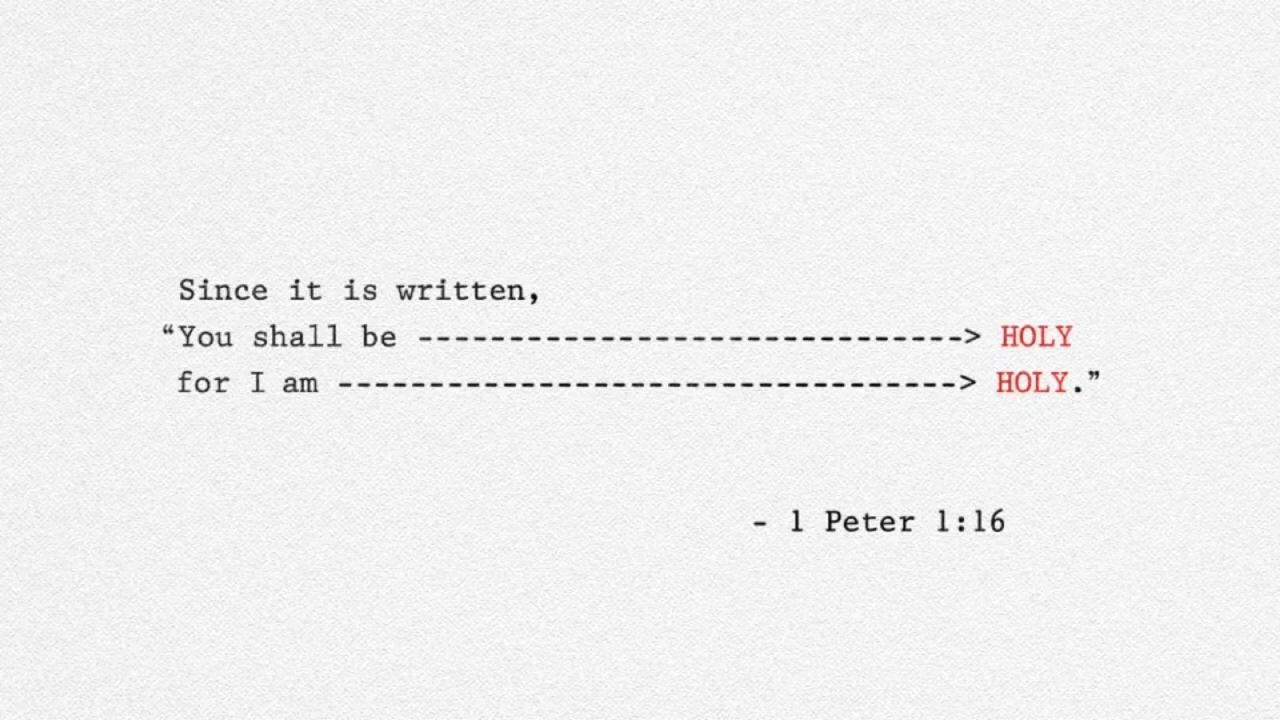 Since it is written,
“You shall be ------------------------------> HOLY
for I am ----------------------------------> HOLY.”
- 1 Peter 1:16